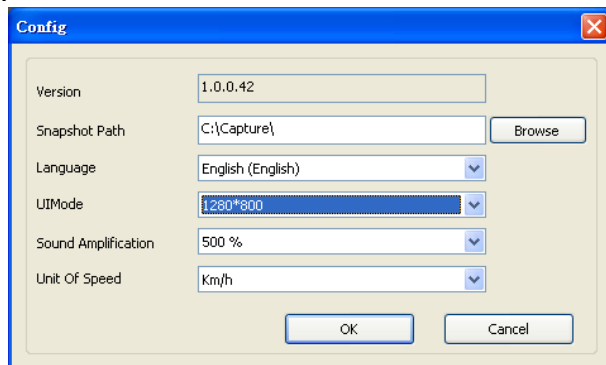 Config
Version 1.0.0.42
Snapshot Path C:\Capture\ Browse
Language English (English)
UIMode 1280*800
Sound Amplification 500 %
Unit Of Speed Km/h
OK Cancel